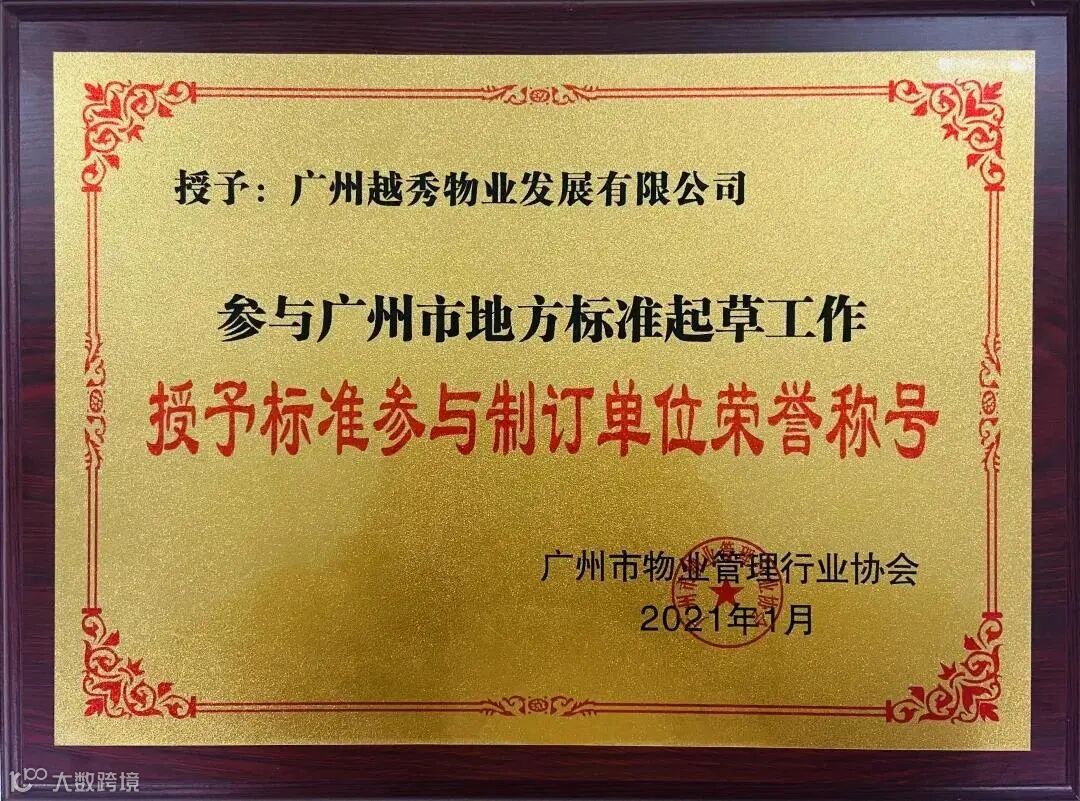 授予：广州越秀物业发展有限公司
参与广州市地方标准起草工作
授予标准参与制订单位荣誉称号
广州市物业管理行业协会
2021年1月
大数跨境